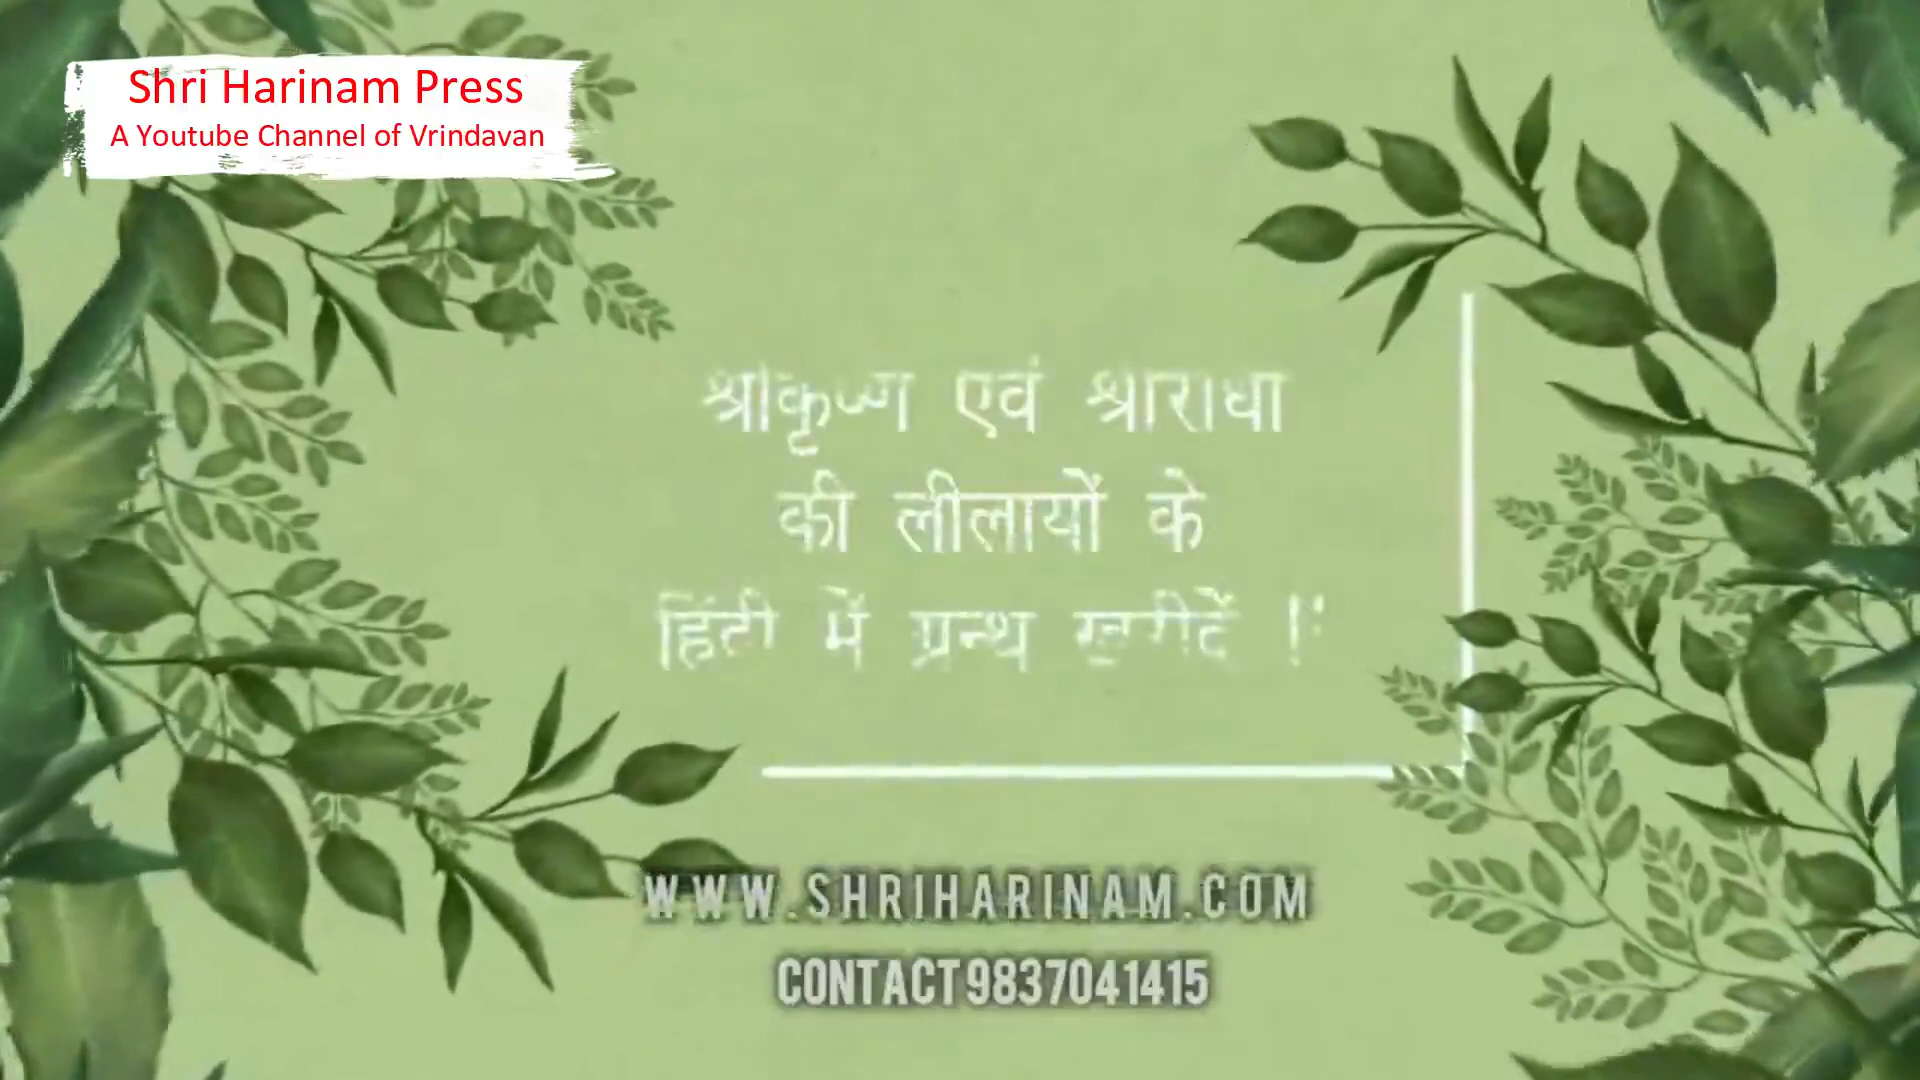 Shri Harinam Press
A Youtube Channel of Vrindavan
श्रीकृष्ण एवं श्रीराधा
की लीलायों के
हिंदी में ग्रन्थ खरीदें !
WWW.SHRIHARINAM.COM
CONTACT 9837041415